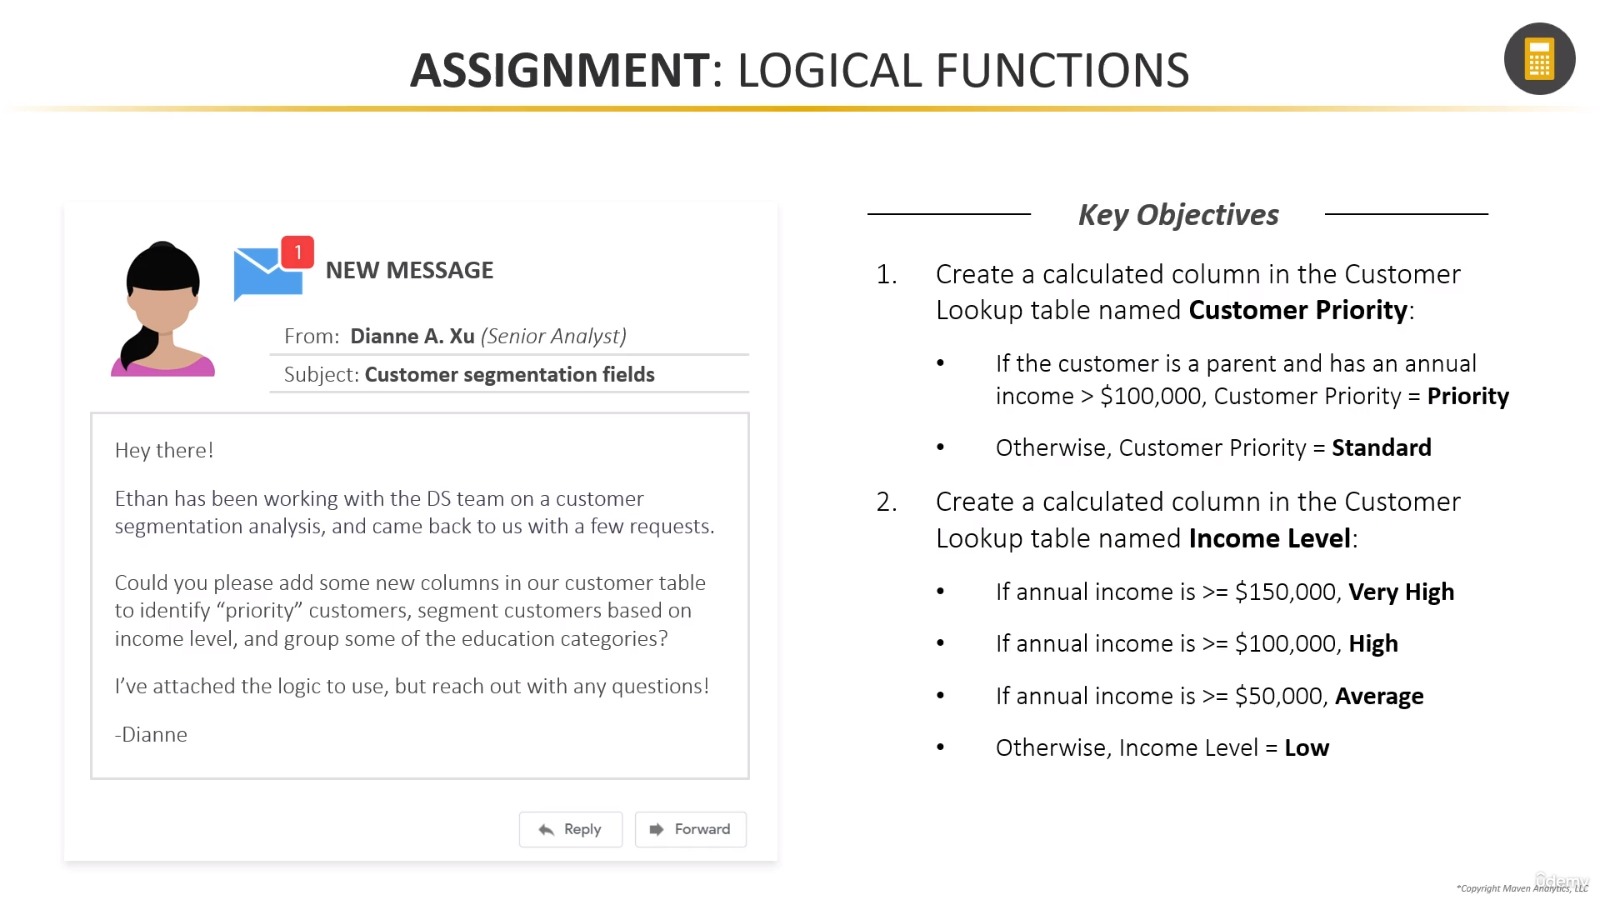 ASSIGNMENT: LOGICAL FUNCTIONS
1
NEW MESSAGE
From: Dianne A. Xu (Senior Analyst)
Subject: Customer segmentation fields
Hey there!
Ethan has been working with the DS team on a customer
segmentation analysis, and came back to us with a few requests.
Could you please add some new columns in our customer table
to identify “priority” customers, segment customers based on
income level, and group some of the education categories?
I’ve attached the logic to use, but reach out with any questions!
-Dianne
Reply
Forward
Key Objectives
1. Create a calculated column in the Customer
Lookup table named Customer Priority:
• If the customer is a parent and has an annual
income > $100,000, Customer Priority = Priority
• Otherwise, Customer Priority = Standard
2. Create a calculated column in the Customer
Lookup table named Income Level:
• If annual income is >= $150,000, Very High
• If annual income is >= $100,000, High
• If annual income is >= $50,000, Average
• Otherwise, Income Level = Low
*Copyright Maven Analytics, LLC
udemy